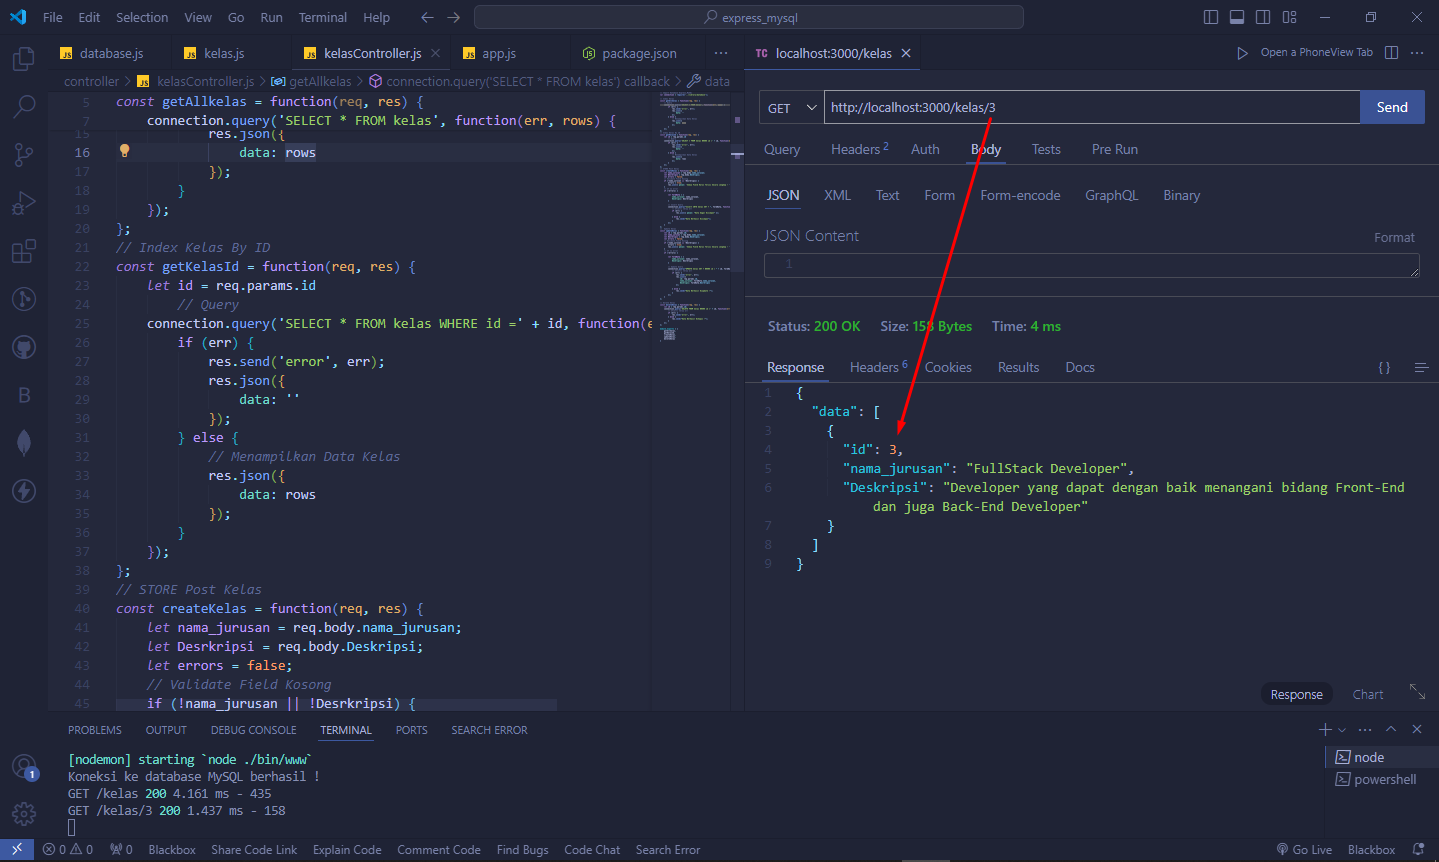 File Edit Selection View Go Run Terminal Help express_mysql
database.js kelas.js kelasController.js app.js package.json ··· localhost:3000/kelas Open a PhoneView Tab
controller > kelasController.js > getAllkelas > connection.query('SELECT * FROM kelas') callback > data
5 const getAllkelas = function(req, res) {
7 connection.query('SELECT * FROM kelas', function(err, rows) {
15 res.json({
16 data: rows
17 });
18 }
19 });
20 };
21 // Index Kelas By ID
22 const getKelasId = function(req, res) {
23 let id = req.params.id
24 // Query
25 connection.query('SELECT * FROM kelas WHERE id =' + id, function(e
26 if (err) {
27 res.send('error', err);
28 res.json({
29 data: ''
30 });
31 } else {
32 // Menampilkan Data Kelas
33 res.json({
34 data: rows
35 });
36 }
37 });
38 };
39 // STORE Post Kelas
40 const createKelas = function(req, res) {
41 let nama_jurusan = req.body.nama_jurusan;
42 let Desrkripsi = req.body.Deskripsi;
43 let errors = false;
44 // Validate Field Kosong
45 if (!nama_jurusan || !Desrkripsi) {
GET http://localhost:3000/kelas/3 Send
Query Headers 2 Auth Body Tests Pre Run
JSON XML Text Form Form-encode GraphQL Binary
JSON Content Format
1
Status: 200 OK Size: 158 Bytes Time: 4 ms
Response Headers 6 Cookies Results Docs { }
1 {
2 "data": [
3 {
4 "id": 3,
5 "nama_jurusan": "FullStack Developer",
6 "Deskripsi": "Developer yang dapat dengan baik menangani bidang Front-End
dan juga Back-End Developer"
7 }
8 ]
9 }
Response Chart
PROBLEMS OUTPUT DEBUG CONSOLE TERMINAL PORTS SEARCH ERROR
[nodemon] starting `node ./bin/www`
Koneksi ke database MySQL berhasil !
GET /kelas 200 4.161 ms - 435
GET /kelas/3 200 1.437 ms - 158
node
powershell
B
1
0 0 0 Blackbox Share Code Link Explain Code Comment Code Find Bugs Code Chat Search Error Go Live Blackbox